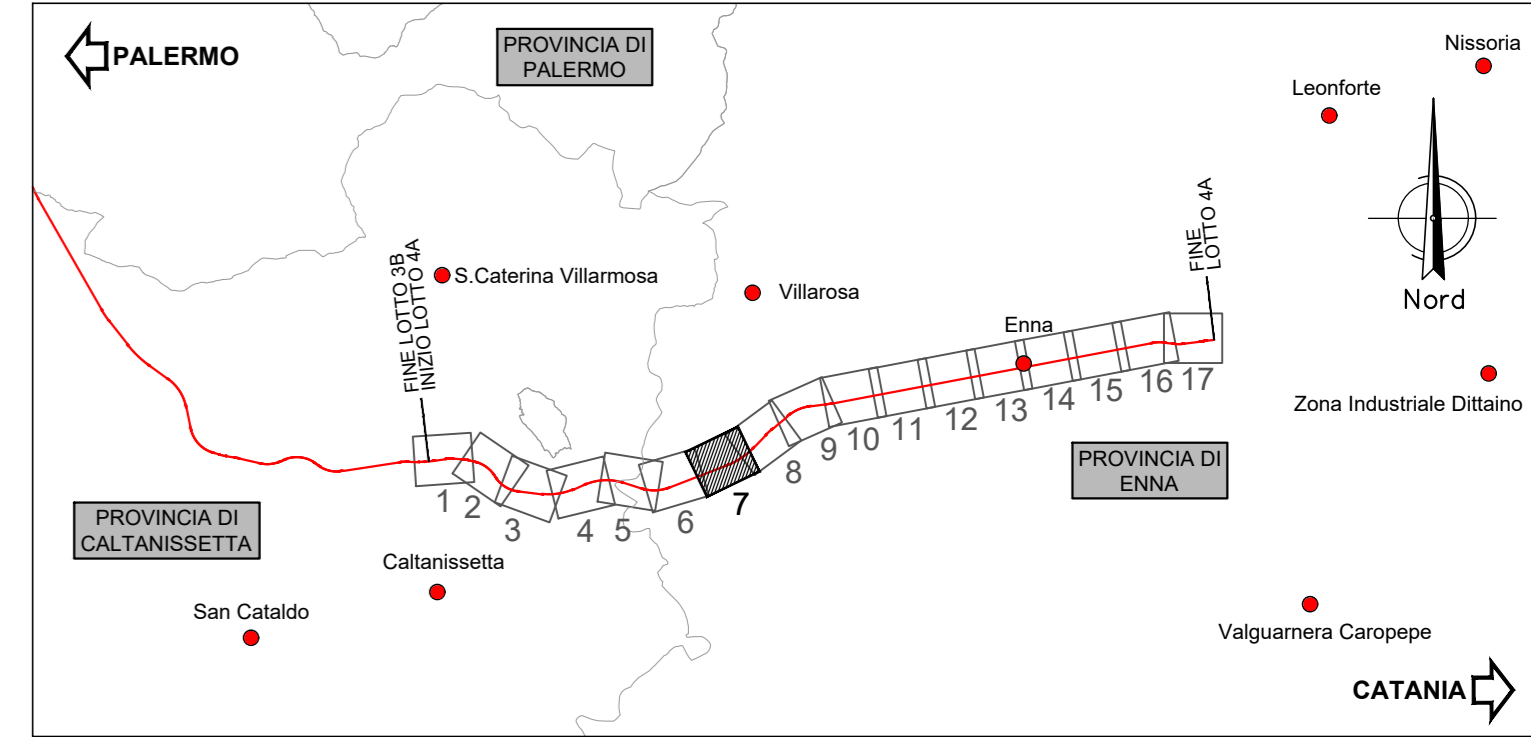 PALERMO
PROVINCIA DI
PALERMO
Nissoria
Leonforte
FINE LOTTO 3B
INIZIO LOTTO 4A
S.Caterina Villarmosa
Villarosa
FINE
LOTTO 4A
Nord
Enna
Zona Industriale Dittaino
1
2
3
4
5
6
7
8
9
10
11
12
13
14
15
16
17
PROVINCIA DI
ENNA
PROVINCIA DI
CALTANISSETTA
Caltanissetta
San Cataldo
Valguarnera Caropepe
CATANIA